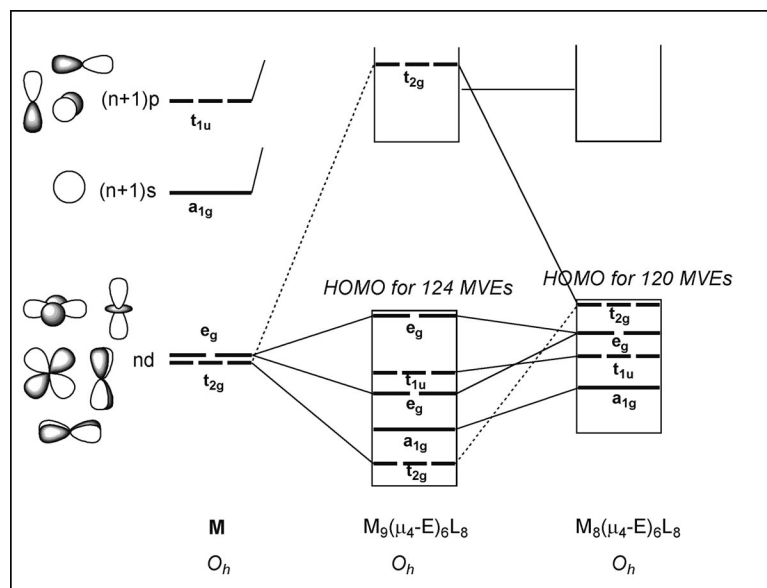 t2g
(n+1)p
t1u
(n+1)s
a1g
HOMO for 124 MVEs
HOMO for 120 MVEs
eg
eg
t2g
eg
nd
t1u
t1u
t2g
eg
a1g
a1g
t2g
M
M9(μ4-E)6L8
M8(μ4-E)6L8
Oh
Oh
Oh